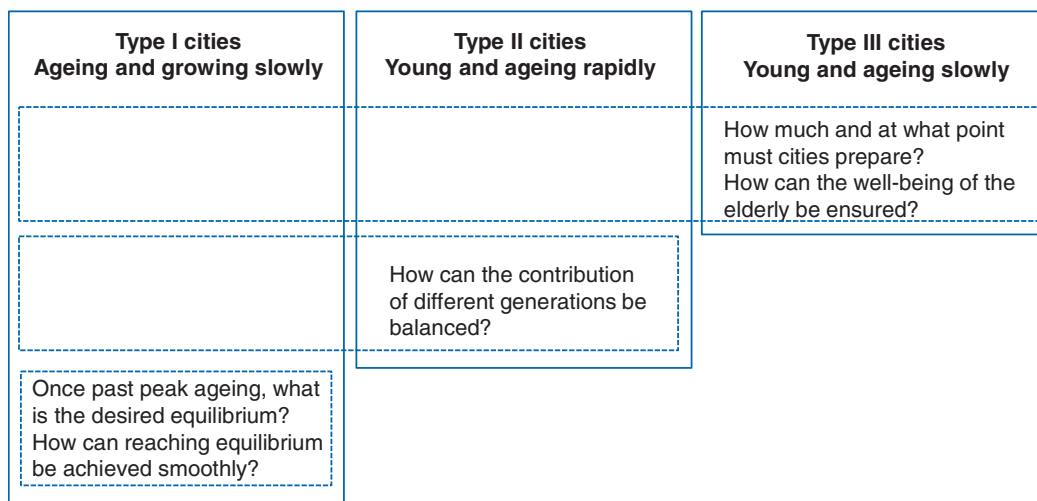 Type I cities
Ageing and growing slowly
Type II cities
Young and ageing rapidly
Type III cities
Young and ageing slowly
How much and at what point
must cities prepare?
How can the well-being of the
elderly be ensured?
How can the contribution
of different generations be
balanced?
Once past peak ageing, what
is the desired equilibrium?
How can reaching equilibrium
be achieved smoothly?